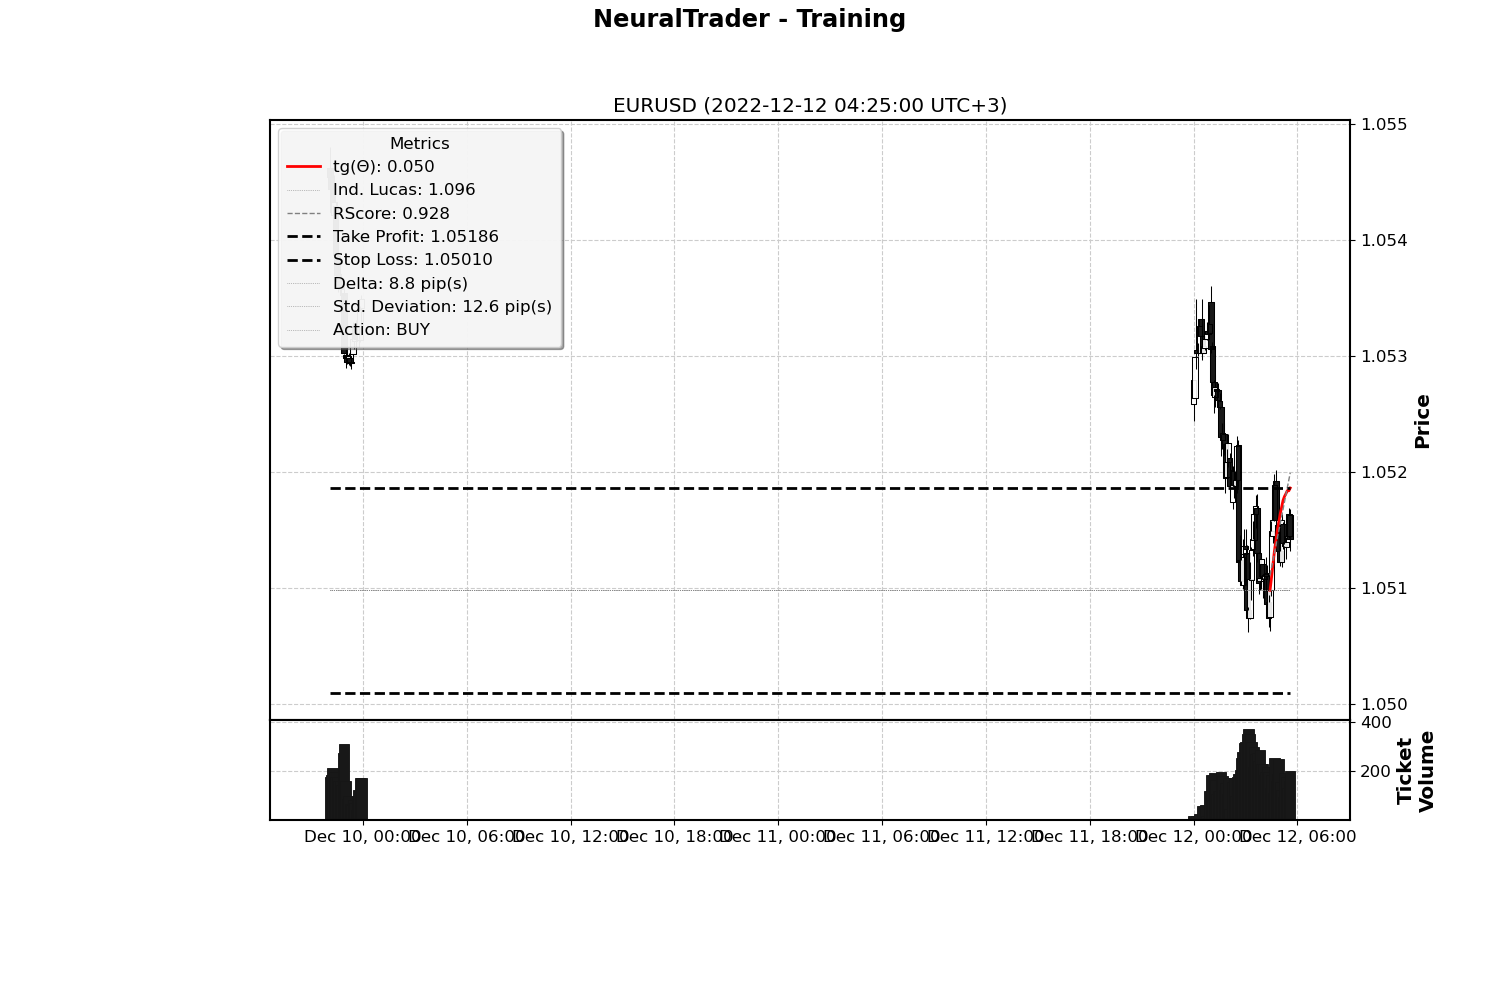 NeuralTrader - Training
EURUSD (2022-12-12 04:25:00 UTC+3)
Metrics
tg(Θ): 0.050
Ind. Lucas: 1.096
RScore: 0.928
Take Profit: 1.05186
Stop Loss: 1.05010
Delta: 8.8 pip(s)
Std. Deviation: 12.6 pip(s)
Action: BUY
1.055
1.054
1.053
1.052
1.051
1.050
Price
400
200
Ticket
Volume
Dec 10, 00:00
Dec 10, 06:00
Dec 10, 12:00
Dec 10, 18:00
Dec 11, 00:00
Dec 11, 06:00
Dec 11, 12:00
Dec 11, 18:00
Dec 12, 00:00
Dec 12, 06:00